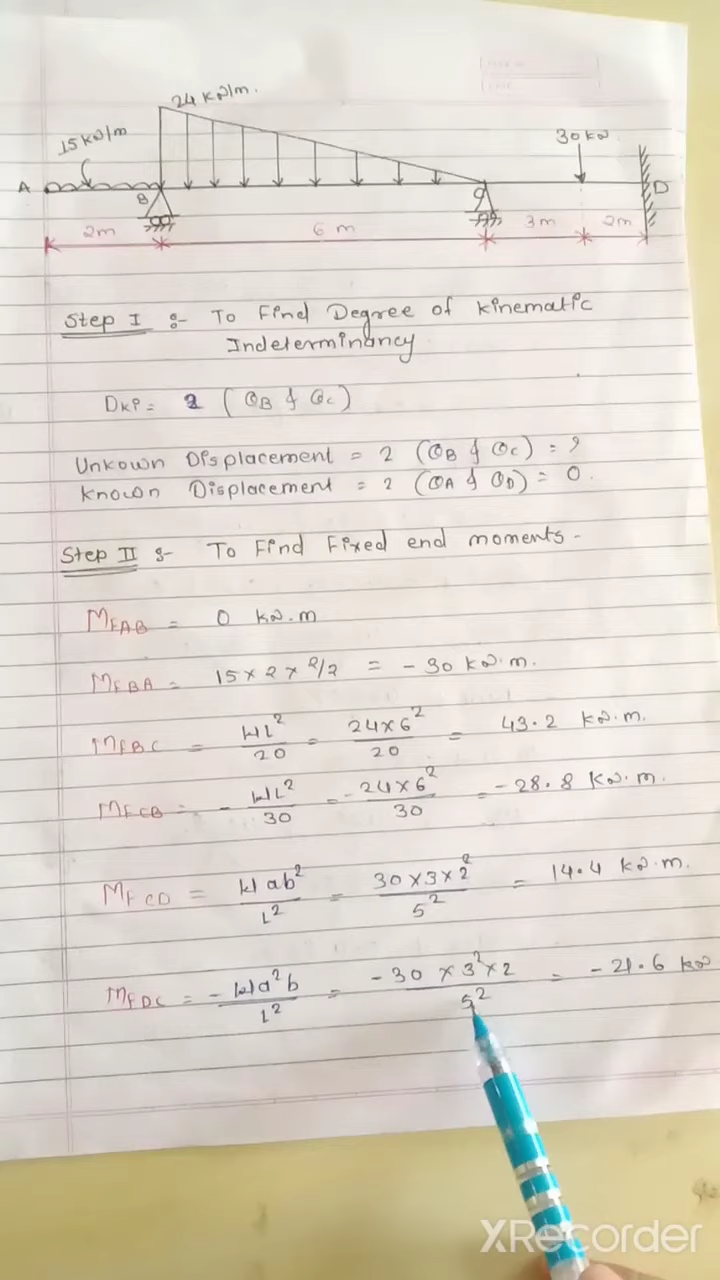 24 kN/m.
15 kN/m
30 kN
A
B
C
D
2m
6 m
3m
2m
Step I :- To Find Degree of Kinematic
Indeterminancy
Dki = 2 ( θB & θC )
Unkown Displacement = 2 (θB & θC) = ?
Known Displacement = 2 (θA & θD) = 0.
Step II :- To Find Fixed end moments -
MFAB = 0 kN.m
MFBA = 15 × 2 × 2/2 = - 30 kN.m.
MFBC = WL²/20 = 24×6²/20 = 43.2 kN.m.
MFCB = - WL²/30 = -24×6²/30 = -28.8 kN.m.
MFCD = Wab²/L² = 30×3×2²/5² = 14.4 kN.m.
MFDC = - Wa²b/L² = -30 × 3² × 2/5² = -21.6 kN
XRecorder